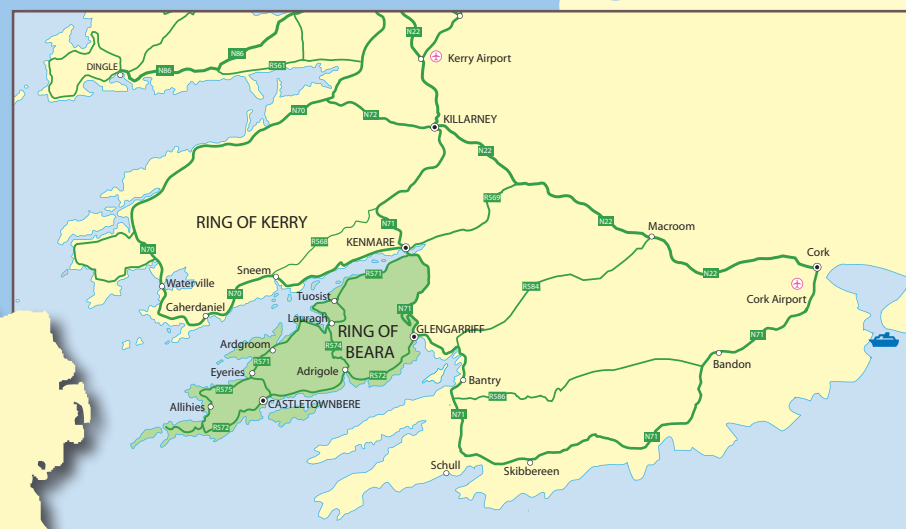 N22
N86
Kerry Airport
DINGLE
N86
R561
N70
N72
KILLARNEY
N22
R569
RING OF KERRY
N71
N22
Macroom
R568
KENMARE
N70
Cork
Sneem
R571
N22
Waterville
R584
Cork Airport
N70
Tuosist
Caherdaniel
N71
Lauragh
RING OF
BEARA
GLENGARRIFF
N71
Ardgroom
R574
R571
Bandon
Eyeries
Adrigole
R572
Bantry
R575
R586
Allihies
CASTLETOWNBERE
N71
R572
N71
Schull
Skibbereen